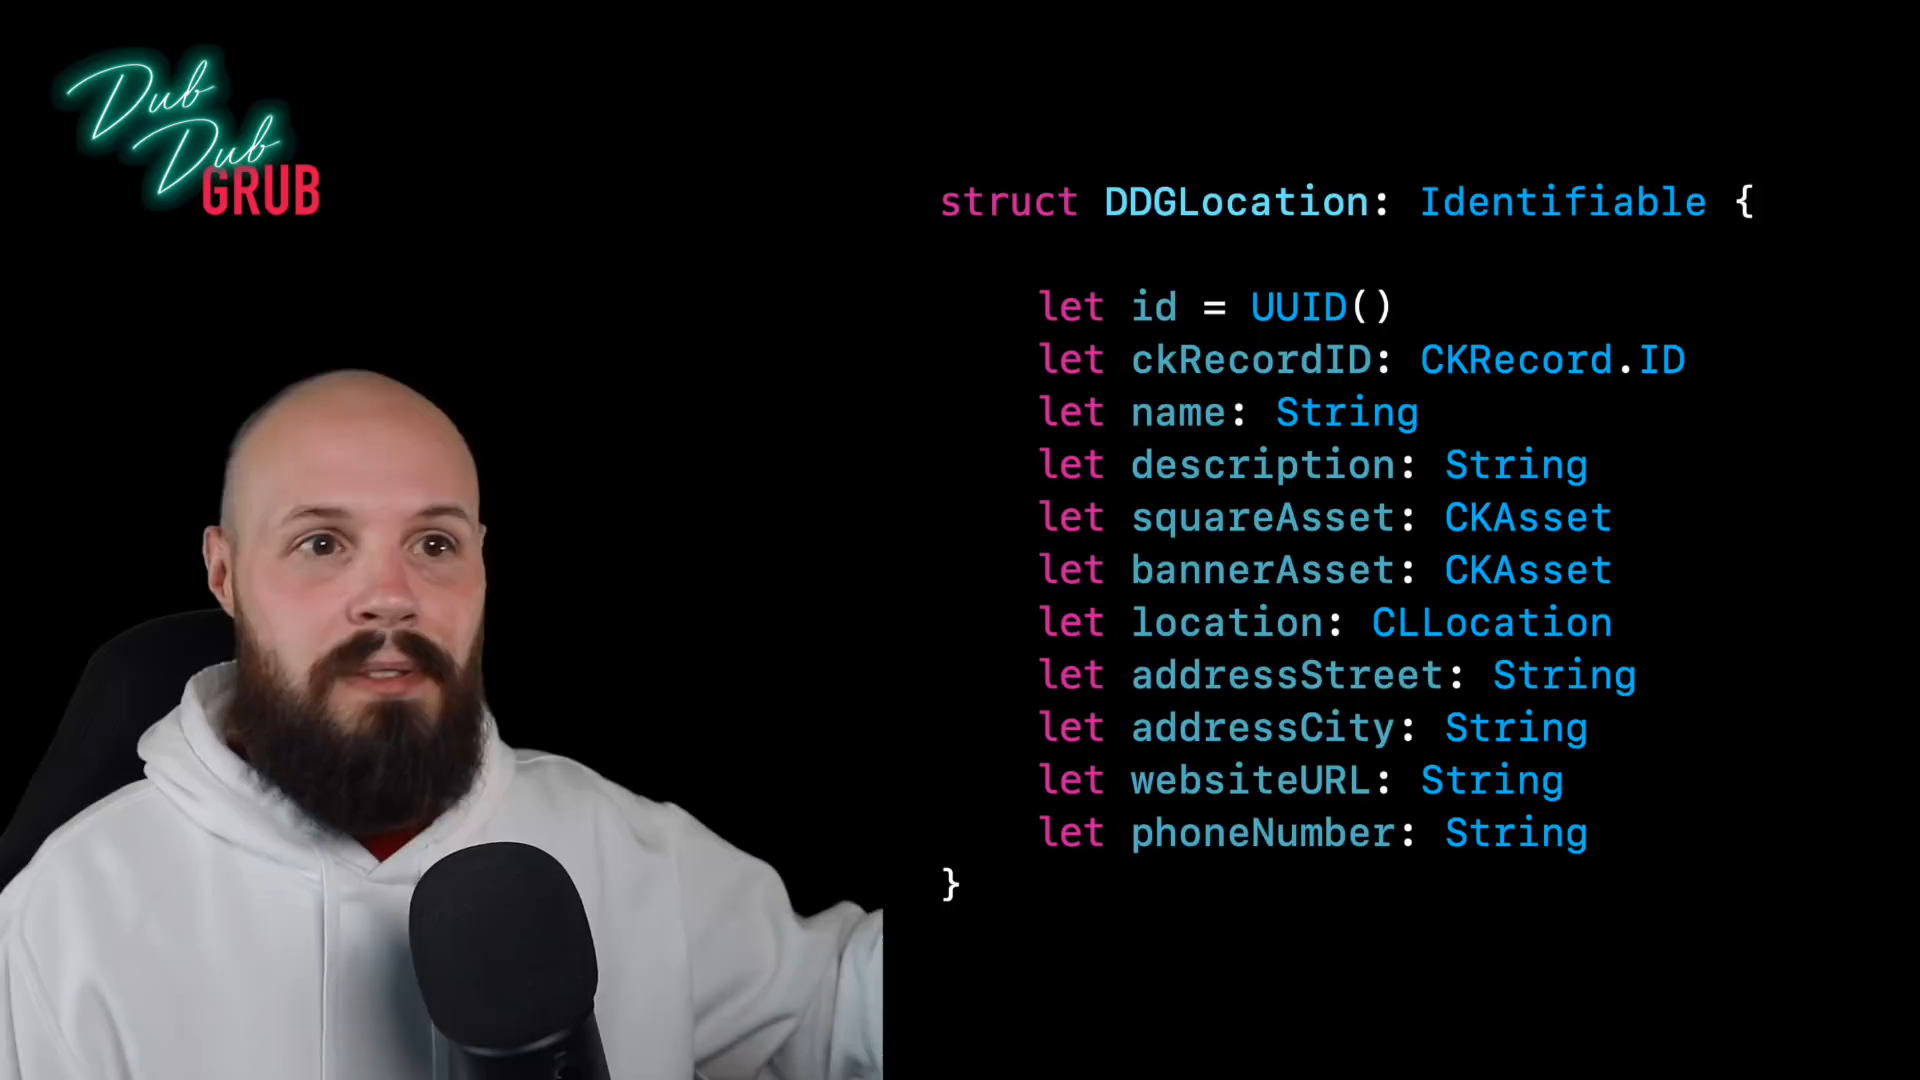 Dub
Dub
GRUB
struct DDGLocation: Identifiable {
let id = UUID()
let ckRecordID: CKRecord.ID
let name: String
let description: String
let squareAsset: CKAsset
let bannerAsset: CKAsset
let location: CLLocation
let addressStreet: String
let addressCity: String
let websiteURL: String
let phoneNumber: String
}